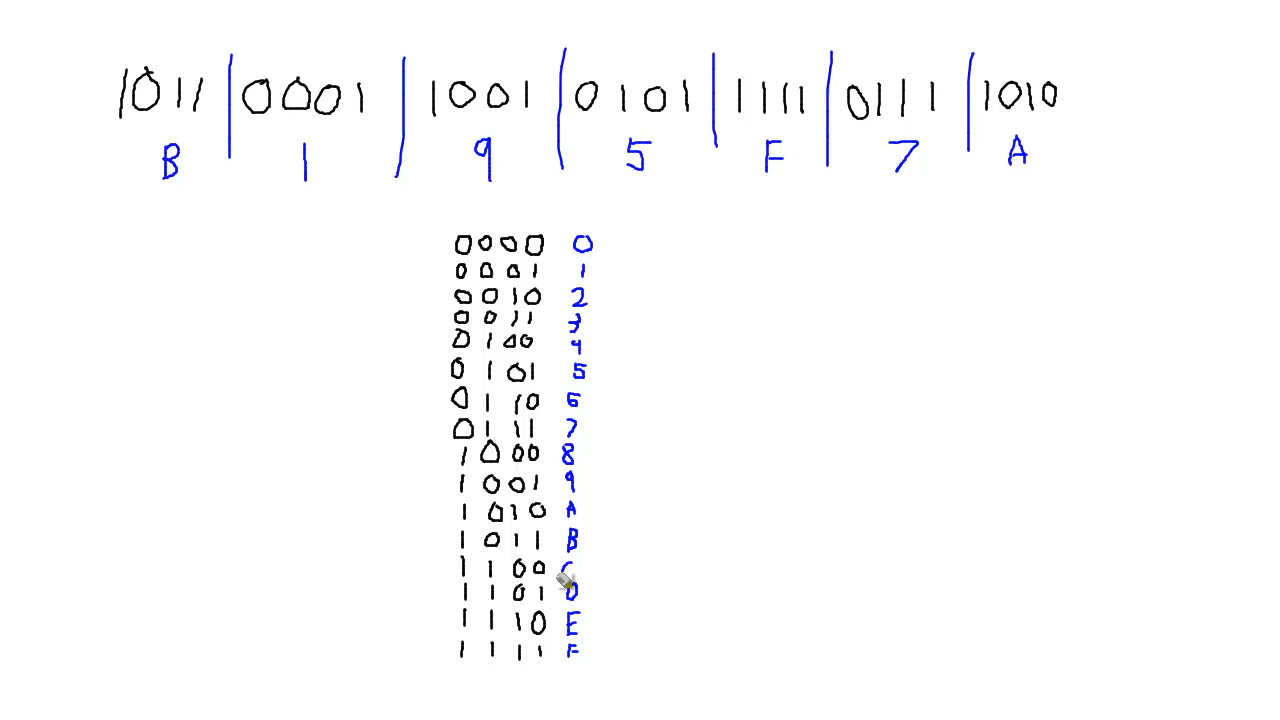 1011 | 0001 | 1001 | 0101 | 1111 | 0111 | 1010
B 1 9 5 F 7 A
0000 0
0001 1
0010 2
0011 3
0100 4
0101 5
0110 6
0111 7
1000 8
1001 9
1010 A
1011 B
1100 C
1101 D
1110 E
1111 F